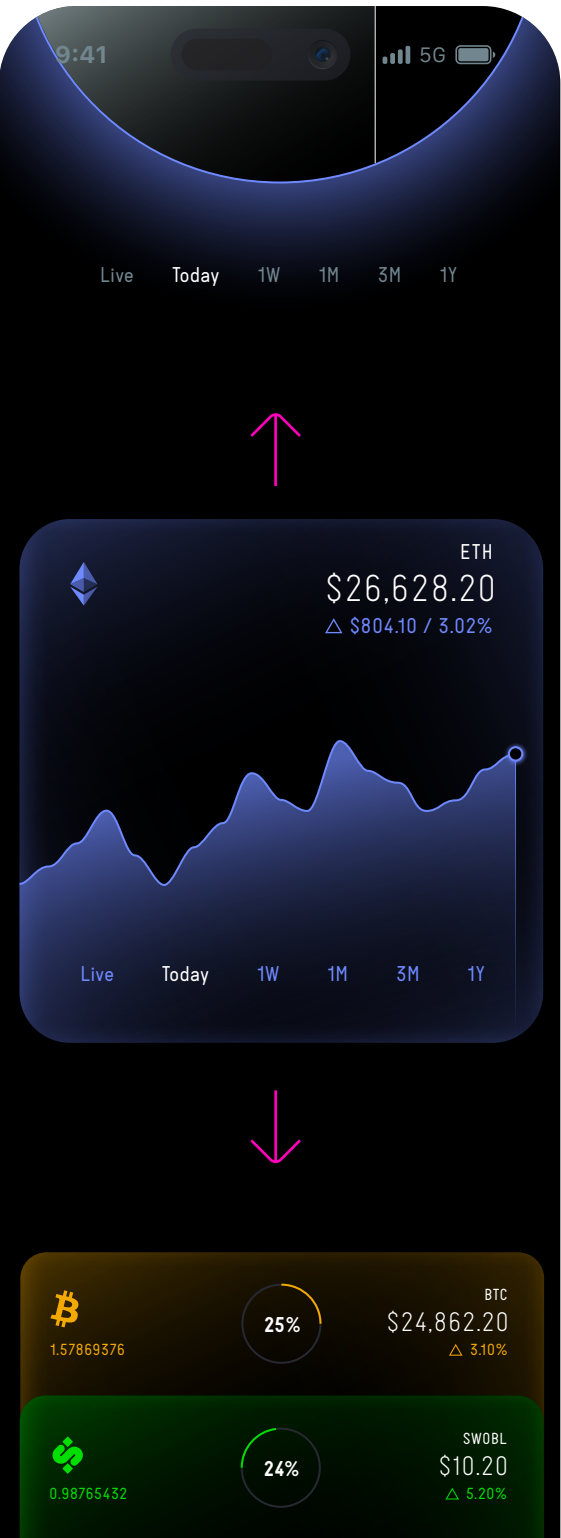 9:41 5G
Live Today 1W 1M 3M 1Y
ETH
$26,628.20
△ $804.10 / 3.02%
Live Today 1W 1M 3M 1Y
BTC
25% $24,862.20
1.57869376 △ 3.10%
SWOBL
24% $10.20
0.98765432 △ 5.20%